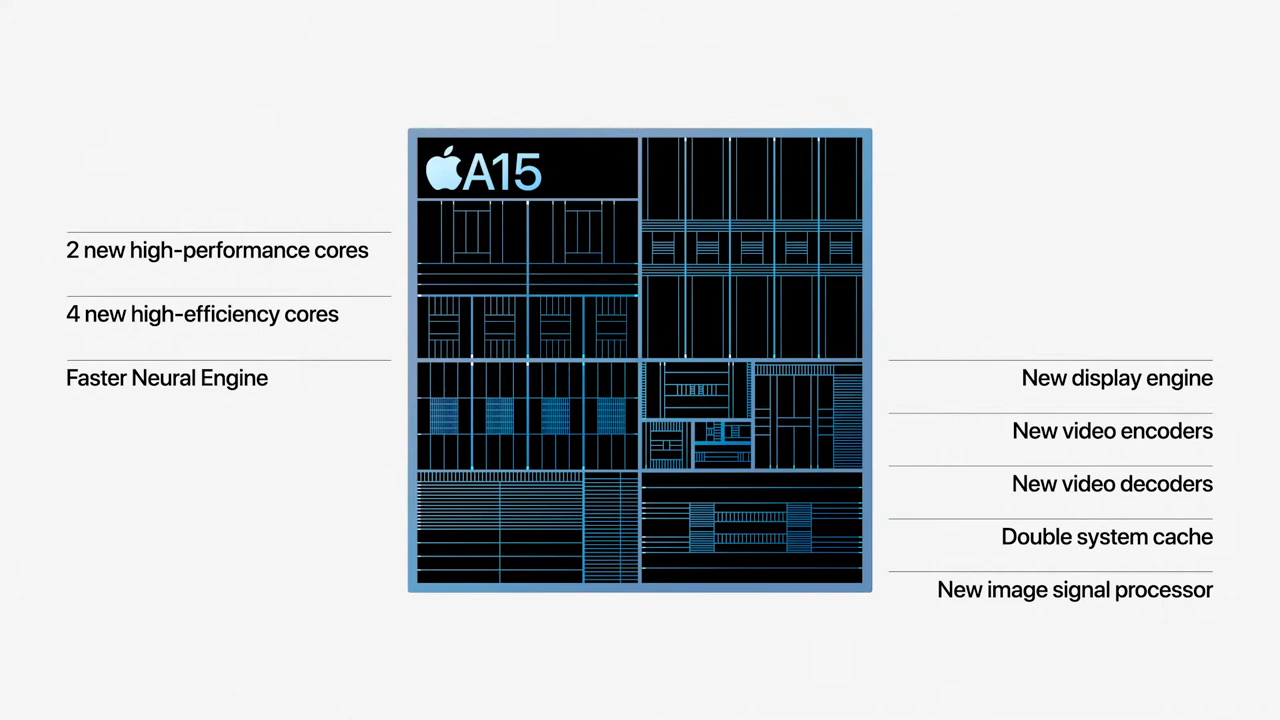 A15
2 new high-performance cores
4 new high-efficiency cores
Faster Neural Engine
New display engine
New video encoders
New video decoders
Double system cache
New image signal processor